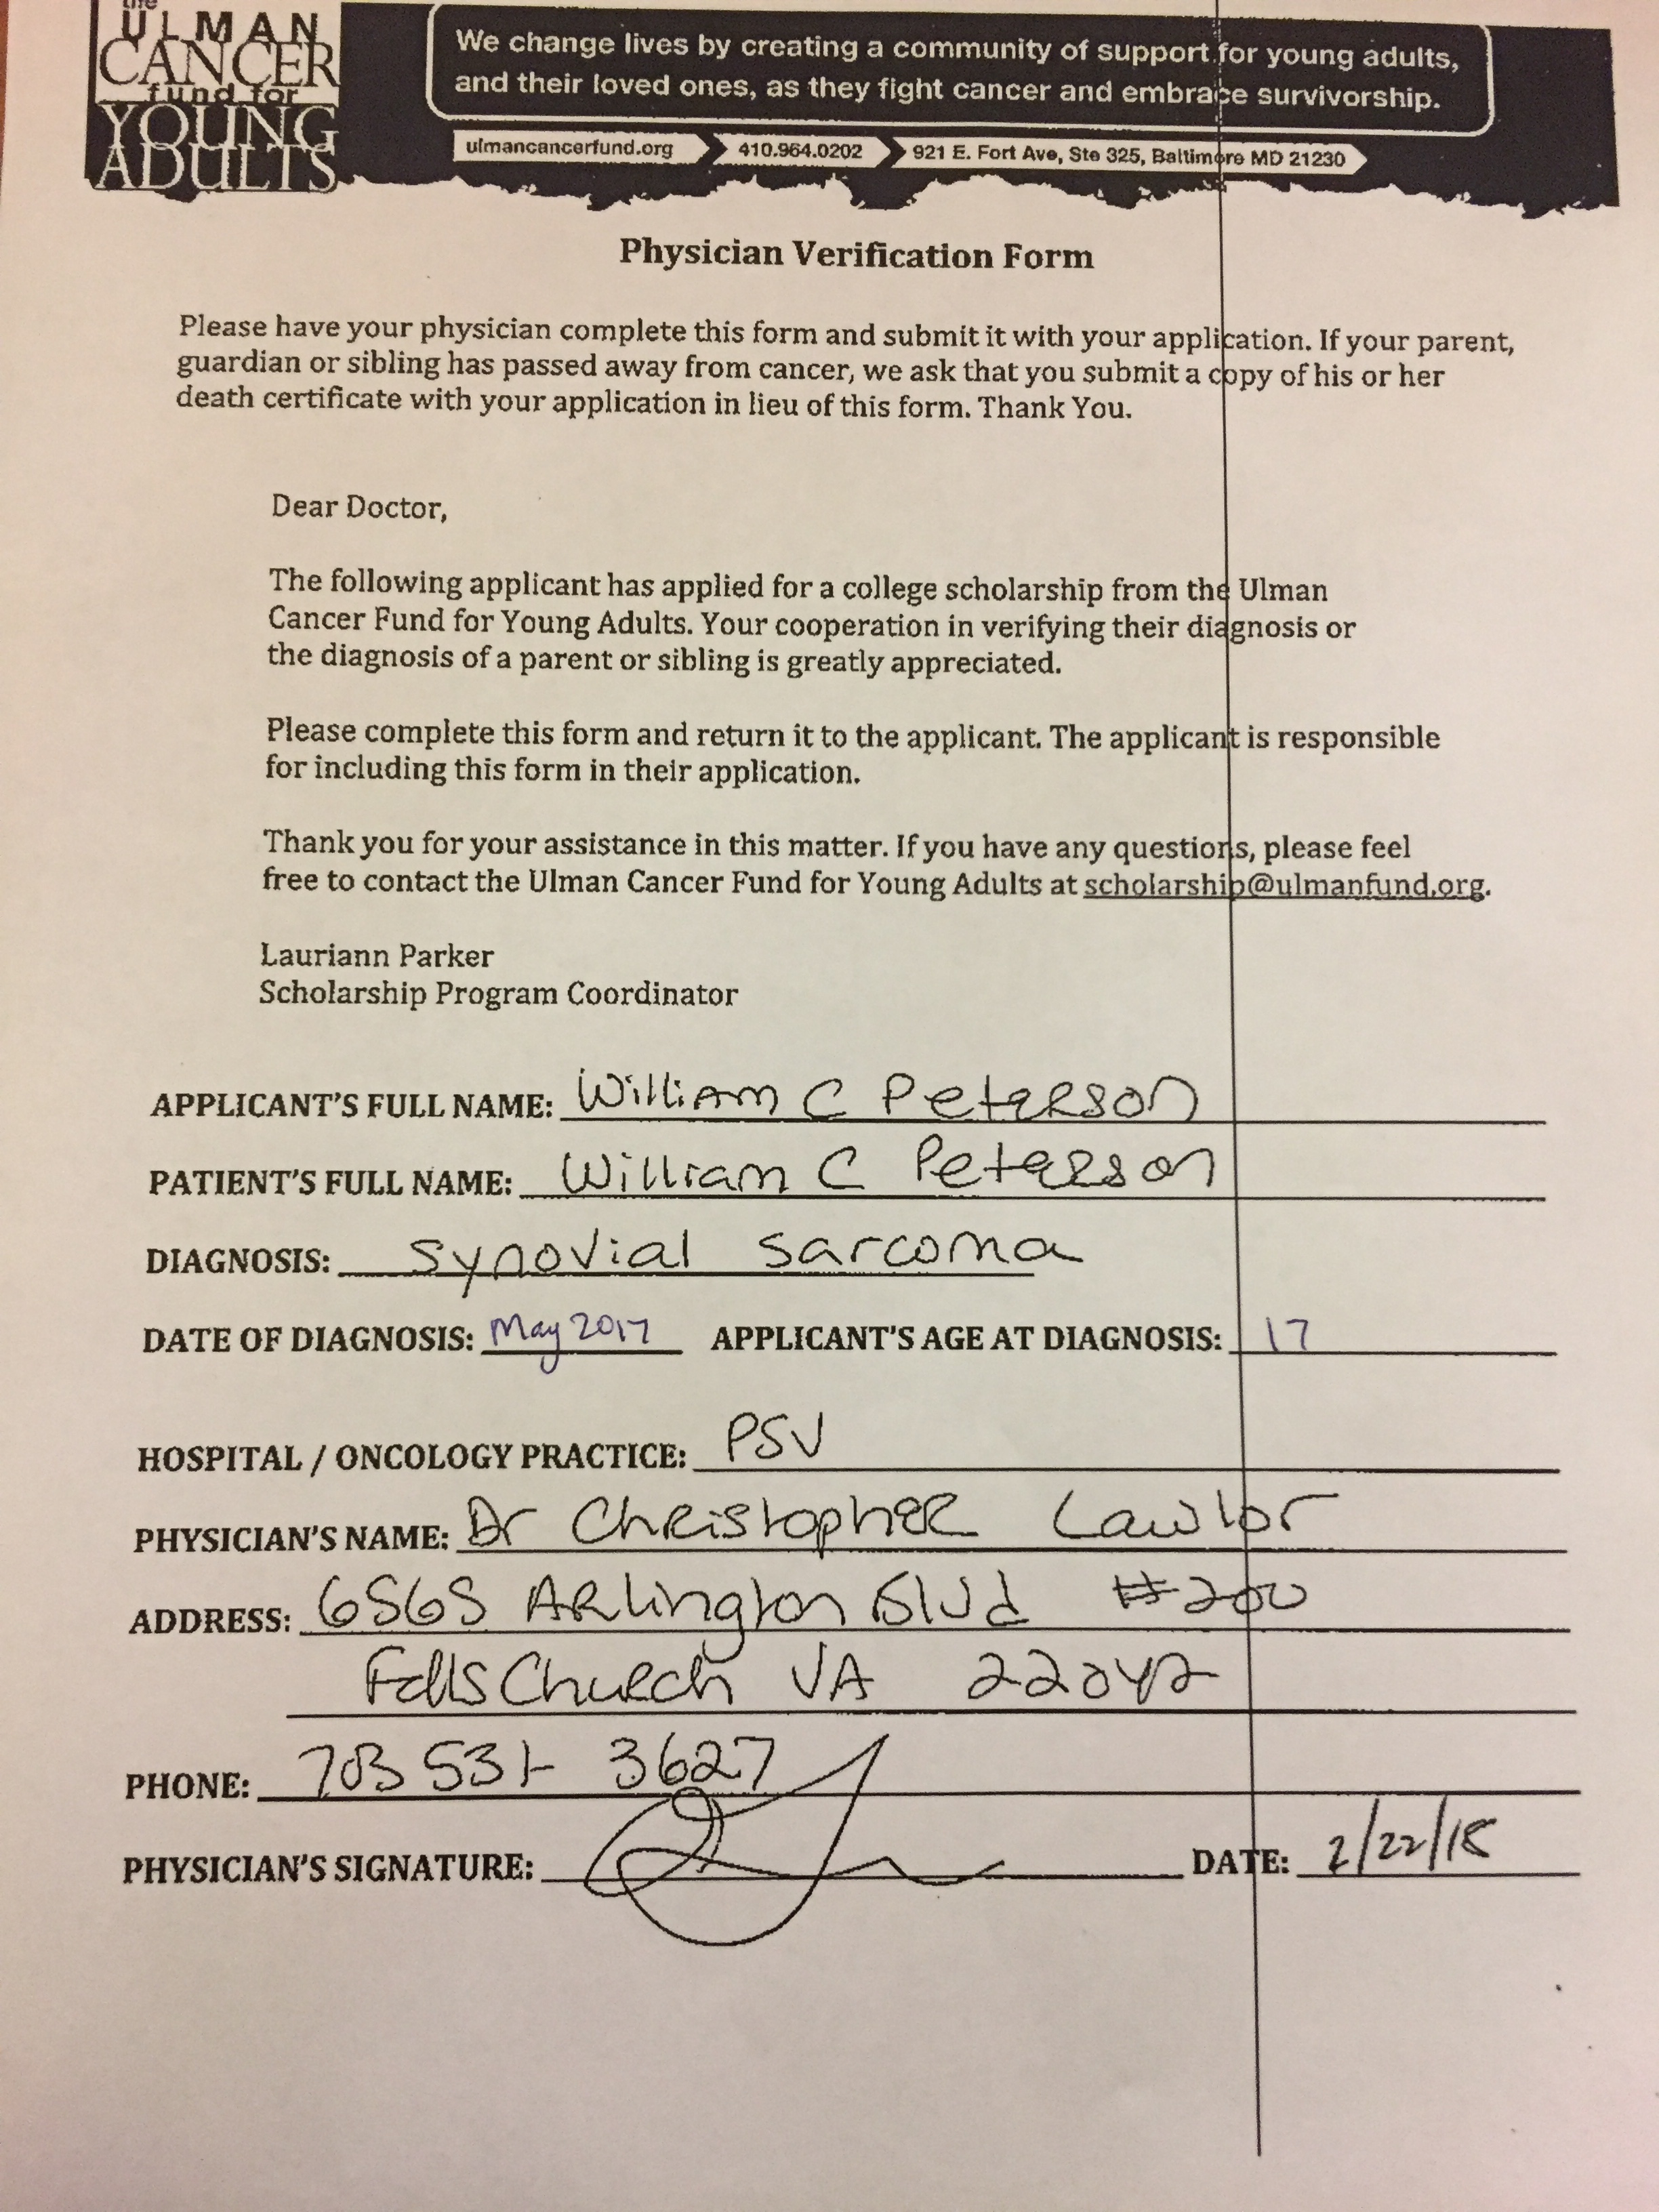 the
ULMAN
CANCER
fund for
YOUNG
ADULTS
We change lives by creating a community of support for young adults,
and their loved ones, as they fight cancer and embrace survivorship.
ulmancancerfund.org 410.964.0202 921 E. Fort Ave, Ste 325, Baltimore MD 21230
Physician Verification Form
Please have your physician complete this form and submit it with your application. If your parent,
guardian or sibling has passed away from cancer, we ask that you submit a copy of his or her
death certificate with your application in lieu of this form. Thank You.
Dear Doctor,
The following applicant has applied for a college scholarship from the Ulman
Cancer Fund for Young Adults. Your cooperation in verifying their diagnosis or
the diagnosis of a parent or sibling is greatly appreciated.
Please complete this form and return it to the applicant. The applicant is responsible
for including this form in their application.
Thank you for your assistance in this matter. If you have any questions, please feel
free to contact the Ulman Cancer Fund for Young Adults at scholarship@ulmanfund.org.
Lauriann Parker
Scholarship Program Coordinator
APPLICANT'S FULL NAME: William C Peterson
PATIENT'S FULL NAME: William C Peterson
DIAGNOSIS: synovial sarcoma
DATE OF DIAGNOSIS: May 2017 APPLICANT'S AGE AT DIAGNOSIS: 17
HOSPITAL / ONCOLOGY PRACTICE: PSV
PHYSICIAN'S NAME: Dr Christopher Lawlor
ADDRESS: 6565 Arlington Blvd #200
Falls Church VA 22042
PHONE: 703 531- 3627
PHYSICIAN'S SIGNATURE: DATE: 2/22/18